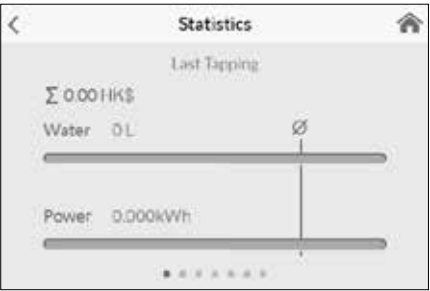 Statistics
Last Tapping
Σ 0.00 HK$
Water 0 L
Ø
Power 0.000kWh